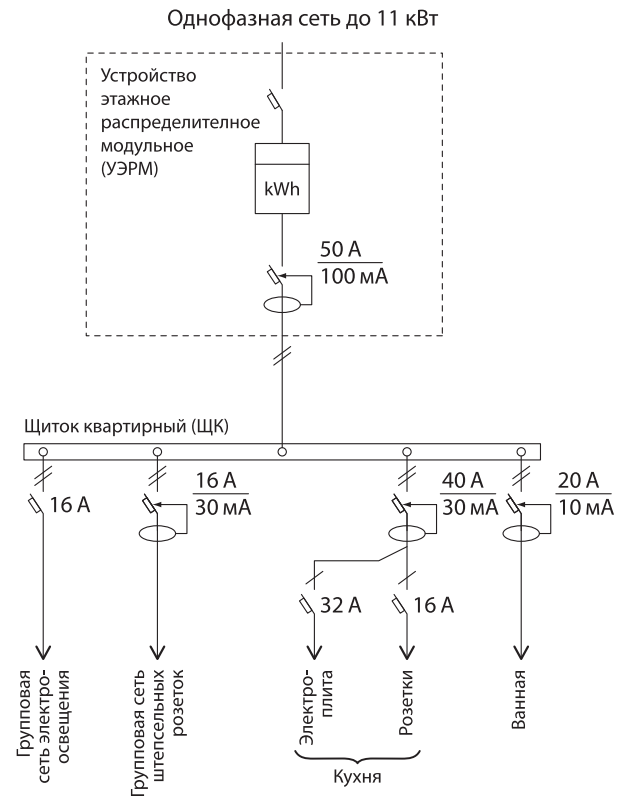 Однофазная сеть до 11 кВт
Устройство
этажное
распределителное
модульное
(УЭРМ)
kWh
50 А
100 мА
Щиток квартирный (ЩК)
16 А
16 А
30 мА
40 А
30 мА
20 А
10 мА
32 А
16 А
Групповая
сеть электро-
освещения
Групповая сеть
штепсельных
розеток
Электро-
плита
Розетки
Ванная
Кухня